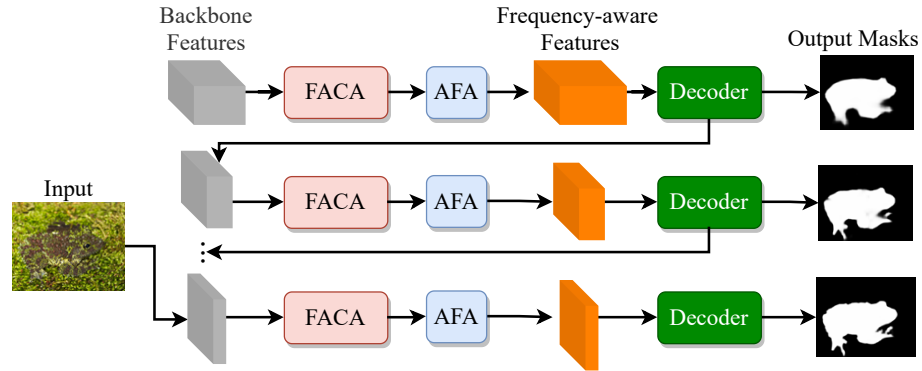 Backbone
Features
Frequency-aware
Features
Output Masks
FACA
AFA
Decoder
Input
FACA
AFA
Decoder
FACA
AFA
Decoder